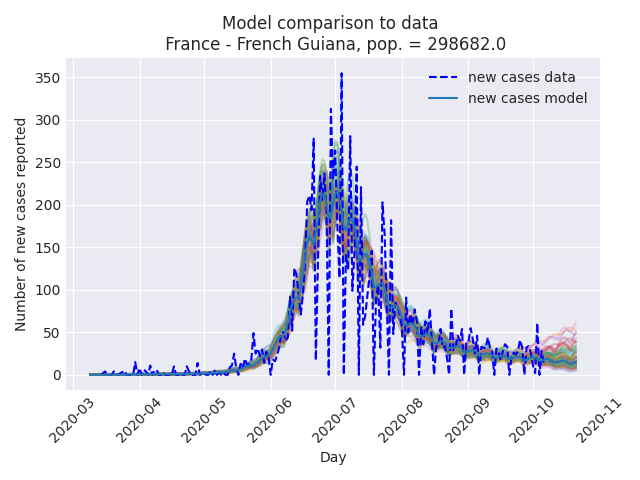 Model comparison to data
France - French Guiana, pop. = 298682.0
new cases data
new cases model
Number of new cases reported
350
300
250
200
150
100
50
0
2020-03
2020-04
2020-05
2020-06
2020-07
2020-08
2020-09
2020-10
2020-11
Day